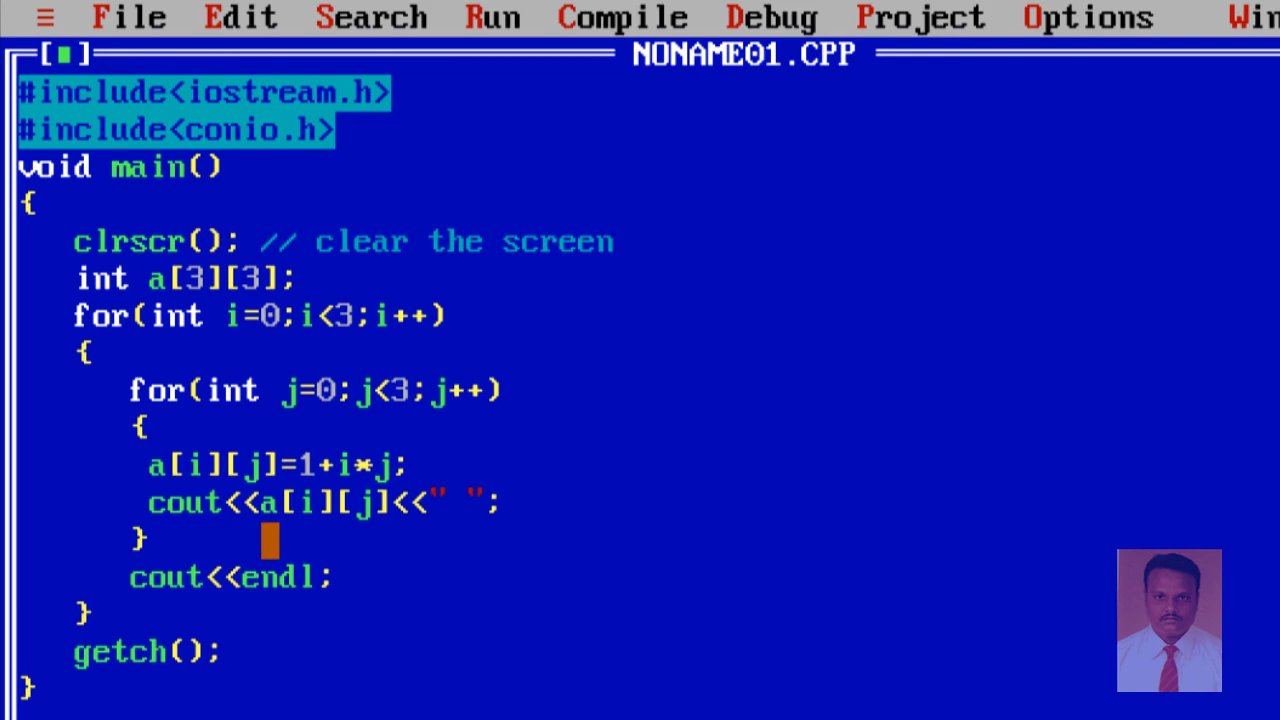 ≡ File Edit Search Run Compile Debug Project Options Win
[■] NONAME01.CPP
#include<iostream.h>
#include<conio.h>
void main()
{
clrscr(); // clear the screen
int a[3][3];
for(int i=0;i<3;i++)
{
for(int j=0;j<3;j++)
{
a[i][j]=1+i*j;
cout<<a[i][j]<<" ";
}
cout<<endl;
}
getch();
}